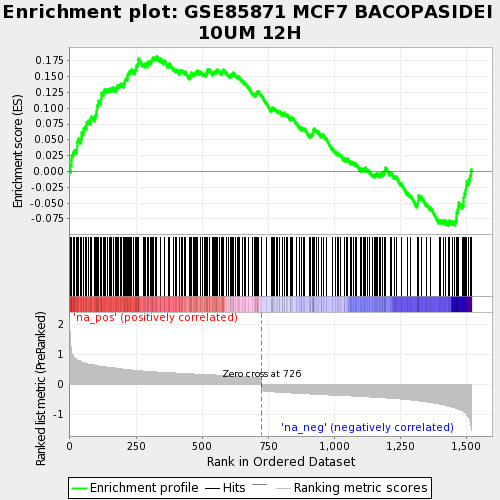 Enrichment plot: GSE85871 MCF7 BACOPASIDEI
10UM 12H
Enrichment score (ES)
0.175
0.150
0.125
0.100
0.075
0.050
0.025
0.000
-0.025
-0.050
-0.075
'na_pos' (positively correlated)
Ranked list metric (PreRanked)
2
1
0
-1
Zero cross at 726
'na_neg' (negatively correlated)
0
250
500
750
1,000
1,250
1,500
Rank in Ordered Dataset
Enrichment profile
Hits
Ranking metric scores